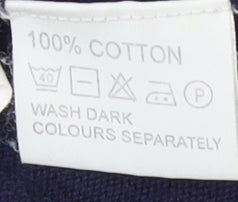 100% COTTON
40 P
WASH DARK
COLOURS SEPARATELY